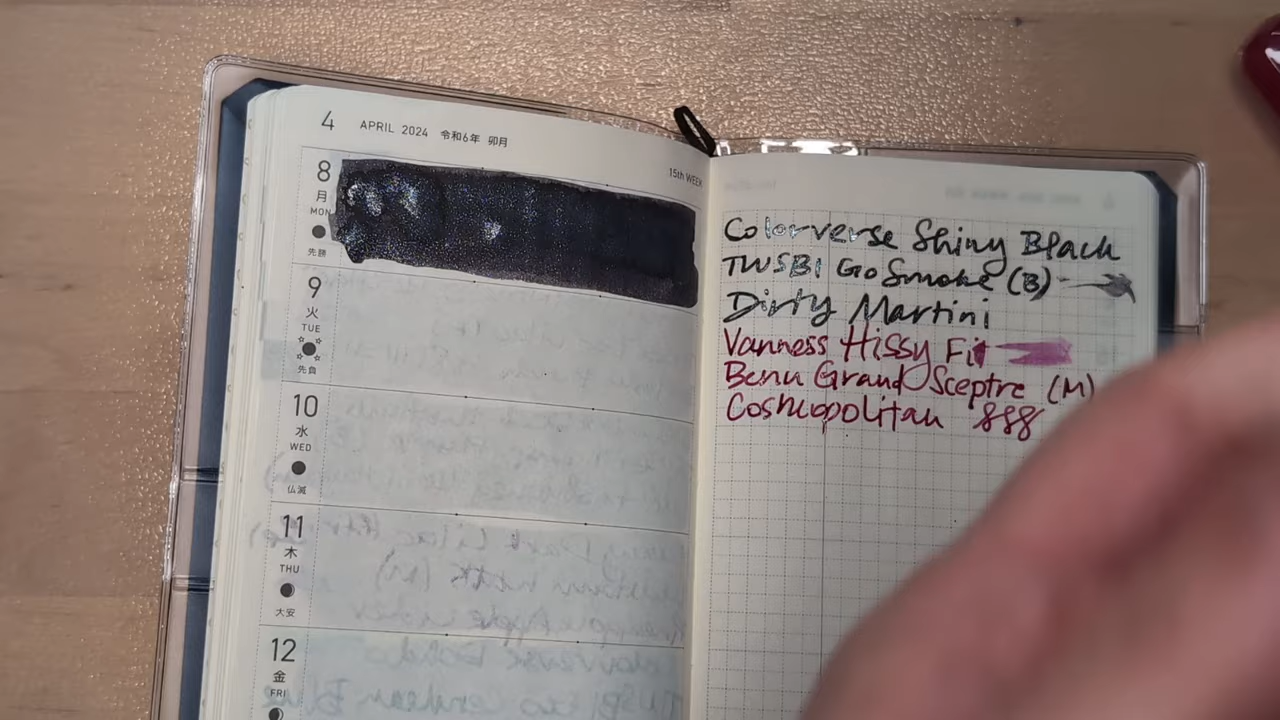 4 APRIL 2024 令和6年 卯月
15th WEEK
8
月
MON
先勝
9
火
TUE
先負
10
水
WED
仏滅
11
木
THU
大安
12
金
FRI
Colorverse Shiny Black
TWSBI Go Smoke (B)
Dirty Martini
Vanness Hissy Fit
Benu Grand Sceptre (M)
Cosmopolitan 888